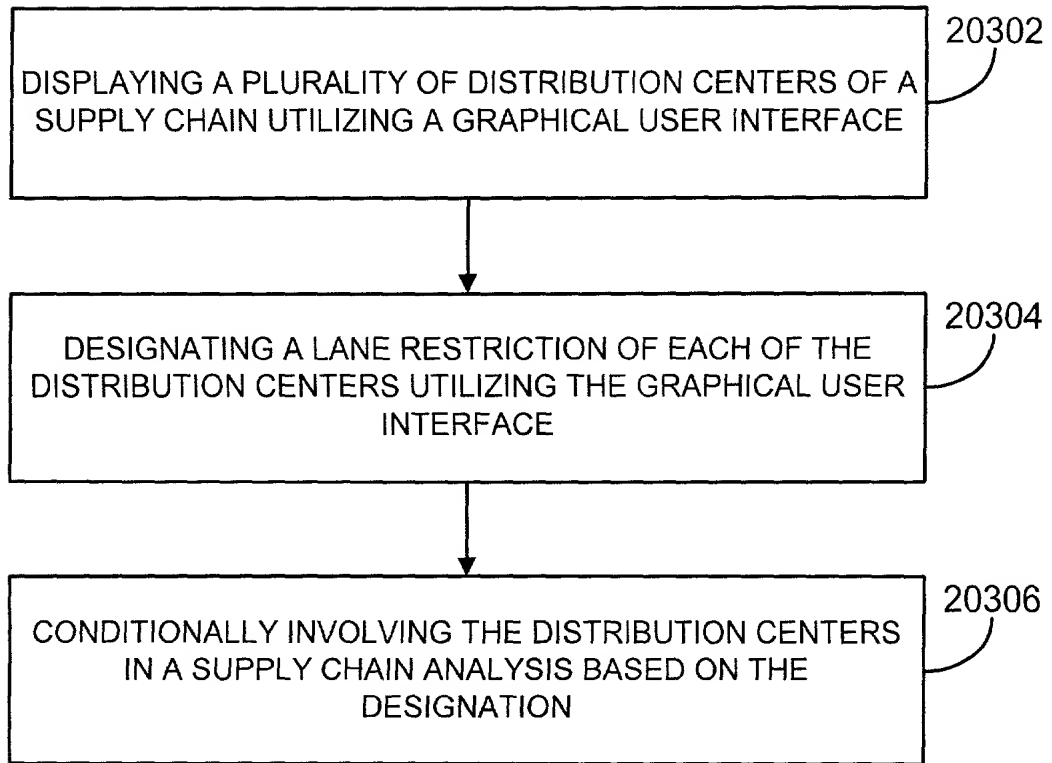 20302
DISPLAYING A PLURALITY OF DISTRIBUTION CENTERS OF A
SUPPLY CHAIN UTILIZING A GRAPHICAL USER INTERFACE
20304
DESIGNATING A LANE RESTRICTION OF EACH OF THE
DISTRIBUTION CENTERS UTILIZING THE GRAPHICAL USER
INTERFACE
20306
CONDITIONALLY INVOLVING THE DISTRIBUTION CENTERS
IN A SUPPLY CHAIN ANALYSIS BASED ON THE
DESIGNATION